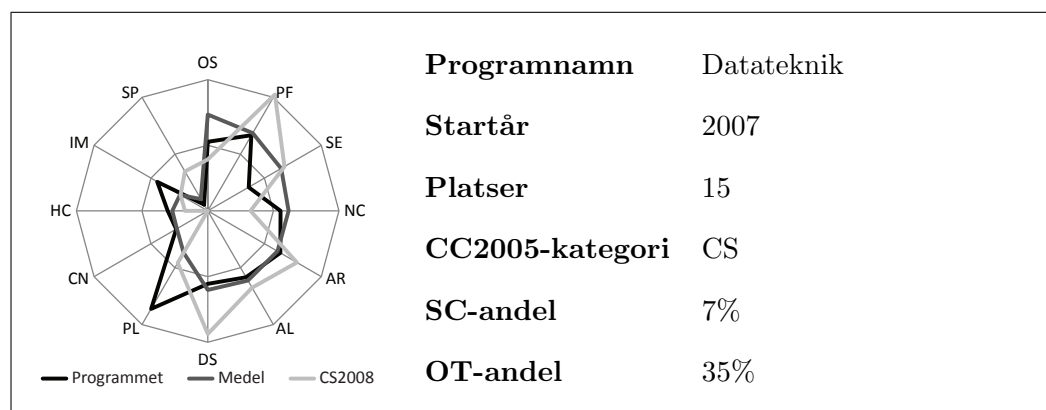 OS
PF
SE
NC
AR
AL
DS
PL
CN
HC
IM
SP
Programmet Medel CS2008
Programnamn Datateknik
Startår 2007
Platser 15
CC2005-kategori CS
SC-andel 7%
OT-andel 35%